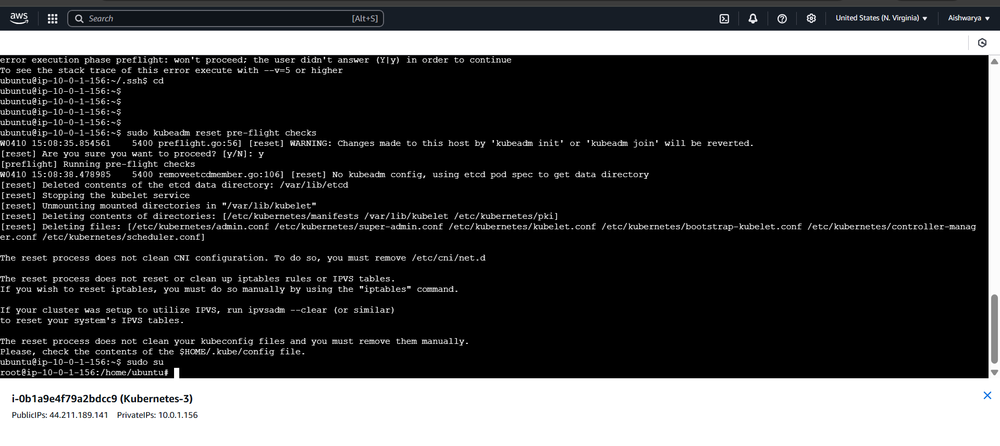 aws
Search
[Alt+S]
United States (N. Virginia)
Aishwarya
error execution phase preflight: won't proceed; the user didn't answer (Y|y) in order to continue
To see the stack trace of this error execute with --v=5 or higher
ubuntu@ip-10-0-1-156:~/.ssh$ cd
ubuntu@ip-10-0-1-156:~$
ubuntu@ip-10-0-1-156:~$
ubuntu@ip-10-0-1-156:~$
ubuntu@ip-10-0-1-156:~$
ubuntu@ip-10-0-1-156:~$ sudo kubeadm reset pre-flight checks
W0410 15:08:35.854561    5400 preflight.go:56] [reset] WARNING: Changes made to this host by 'kubeadm init' or 'kubeadm join' will be reverted.
[reset] Are you sure you want to proceed? [y/N]: y
[preflight] Running pre-flight checks
W0410 15:08:38.478985    5400 removeetcdmember.go:106] [reset] No kubeadm config, using etcd pod spec to get data directory
[reset] Deleted contents of the etcd data directory: /var/lib/etcd
[reset] Stopping the kubelet service
[reset] Unmounting mounted directories in "/var/lib/kubelet"
[reset] Deleting contents of directories: [/etc/kubernetes/manifests /var/lib/kubelet /etc/kubernetes/pki]
[reset] Deleting files: [/etc/kubernetes/admin.conf /etc/kubernetes/super-admin.conf /etc/kubernetes/kubelet.conf /etc/kubernetes/bootstrap-kubelet.conf /etc/kubernetes/controller-manag
er.conf /etc/kubernetes/scheduler.conf]
The reset process does not clean CNI configuration. To do so, you must remove /etc/cni/net.d
The reset process does not reset or clean up iptables rules or IPVS tables.
If you wish to reset iptables, you must do so manually by using the "iptables" command.
If your cluster was setup to utilize IPVS, run ipvsadm --clear (or similar)
to reset your system's IPVS tables.
The reset process does not clean your kubeconfig files and you must remove them manually.
Please, check the contents of the $HOME/.kube/config file.
ubuntu@ip-10-0-1-156:~$ sudo su
root@ip-10-0-1-156:/home/ubuntu#
i-0b1a9e4f79a2bdcc9 (Kubernetes-3)
PublicIPs: 44.211.189.141    PrivateIPs: 10.0.1.156